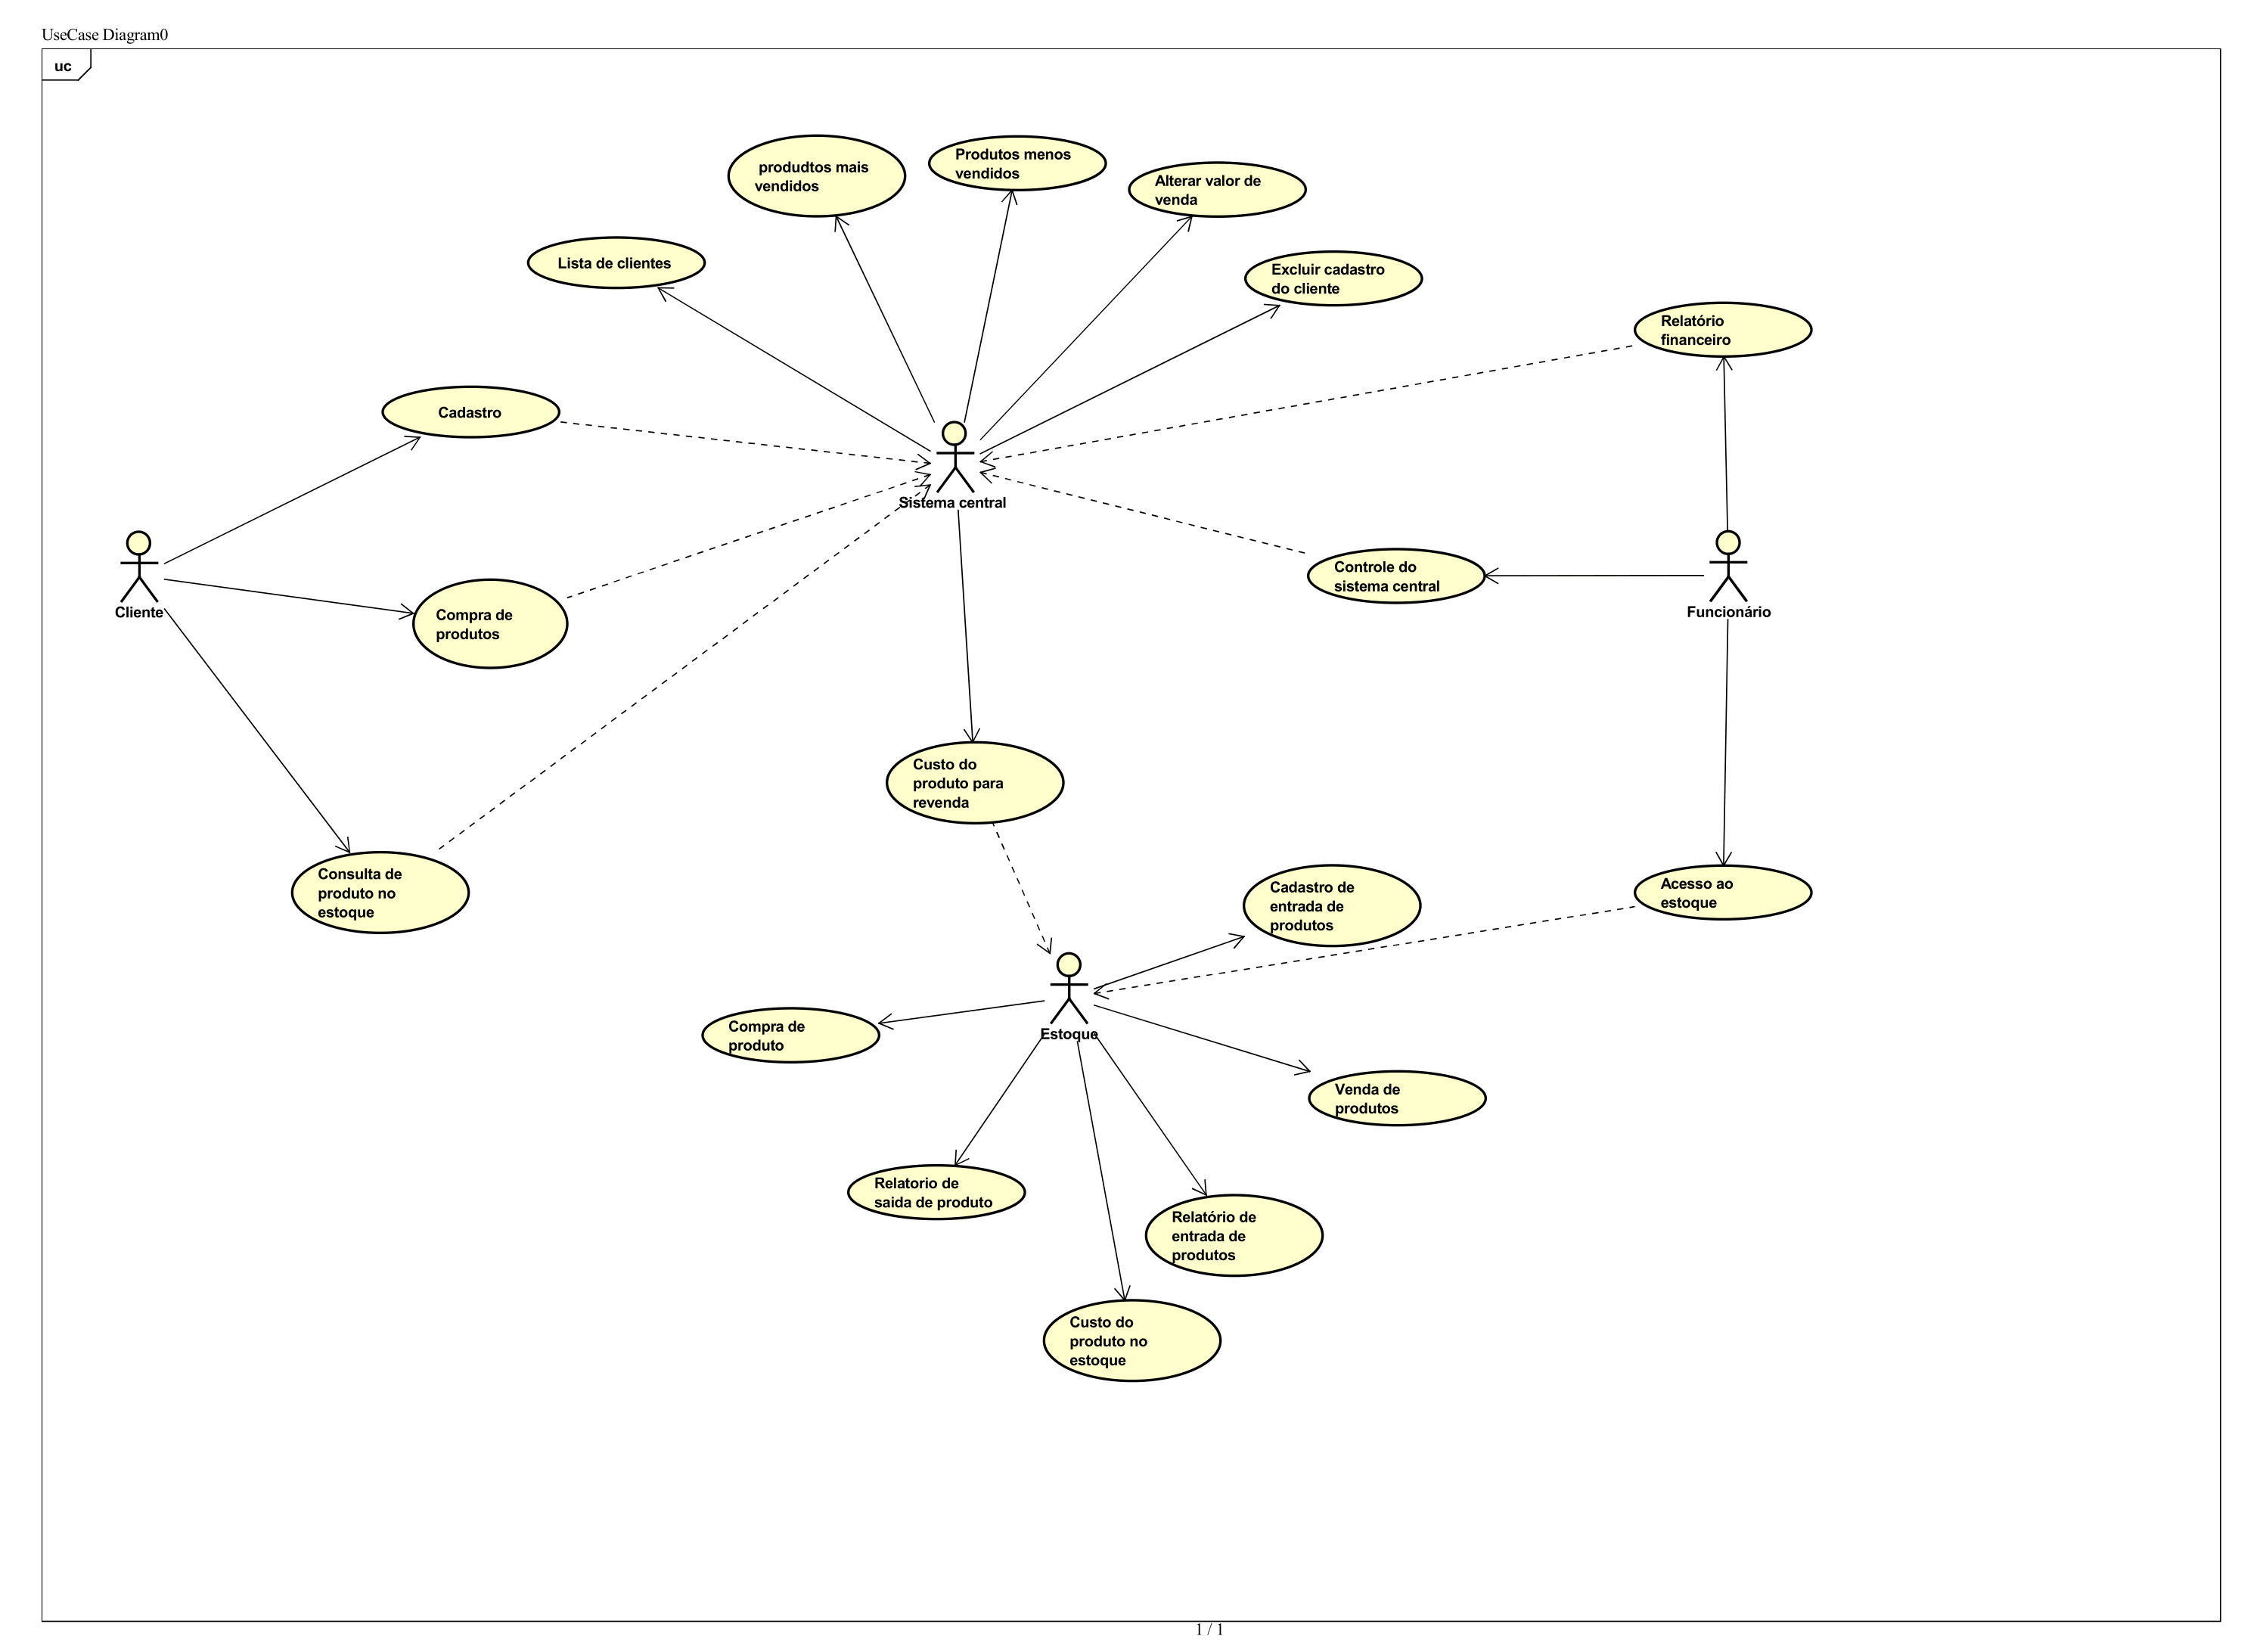 UseCase Diagram0
uc
produdtos mais
vendidos
Produtos menos
vendidos
Alterar valor de
venda
Lista de clientes
Excluir cadastro
do cliente
Relatório
financeiro
Cadastro
Sistema central
Cliente
Compra de
produtos
Controle do
sistema central
Funcionário
Custo do
produto para
revenda
Consulta de
produto no
estoque
Cadastro de
entrada de
produtos
Acesso ao
estoque
Estoque
Compra de
produto
Venda de
produtos
Relatorio de
saida de produto
Relatório de
entrada de
produtos
Custo do
produto no
estoque
1 / 1